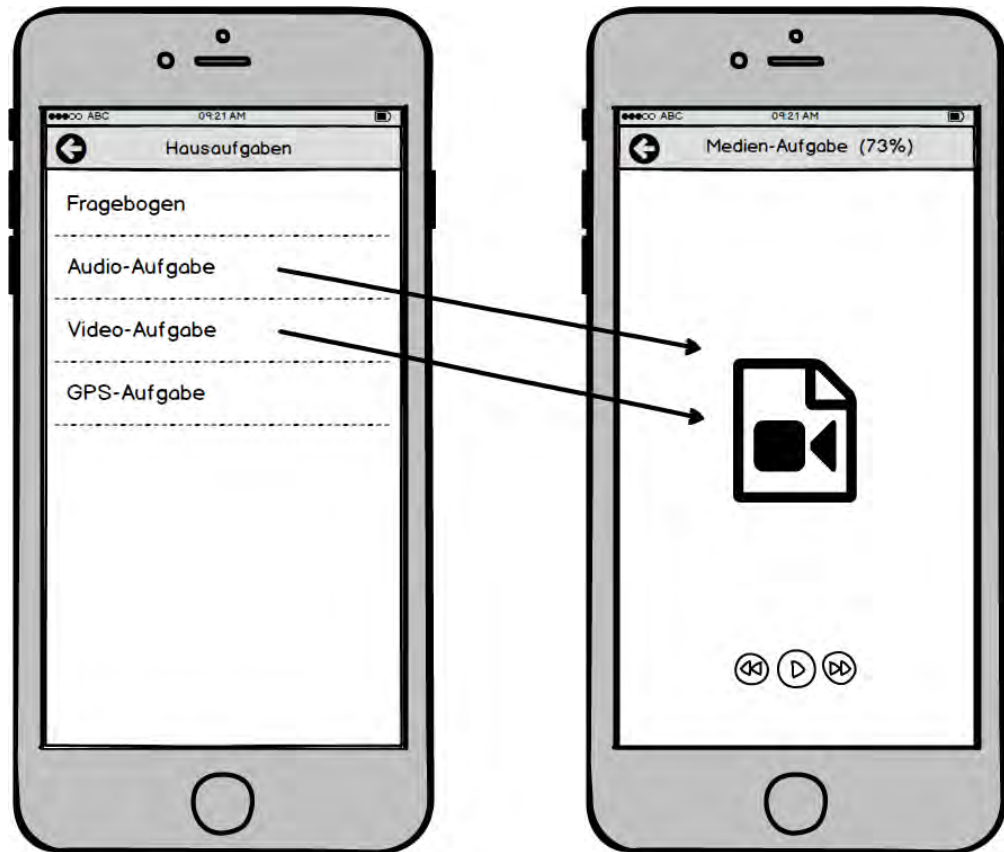 ABC 09:21 AM
Hausaufgaben
Fragebogen
Audio-Aufgabe
Video-Aufgabe
GPS-Aufgabe
ABC 09:21 AM
Medien-Aufgabe (73%)